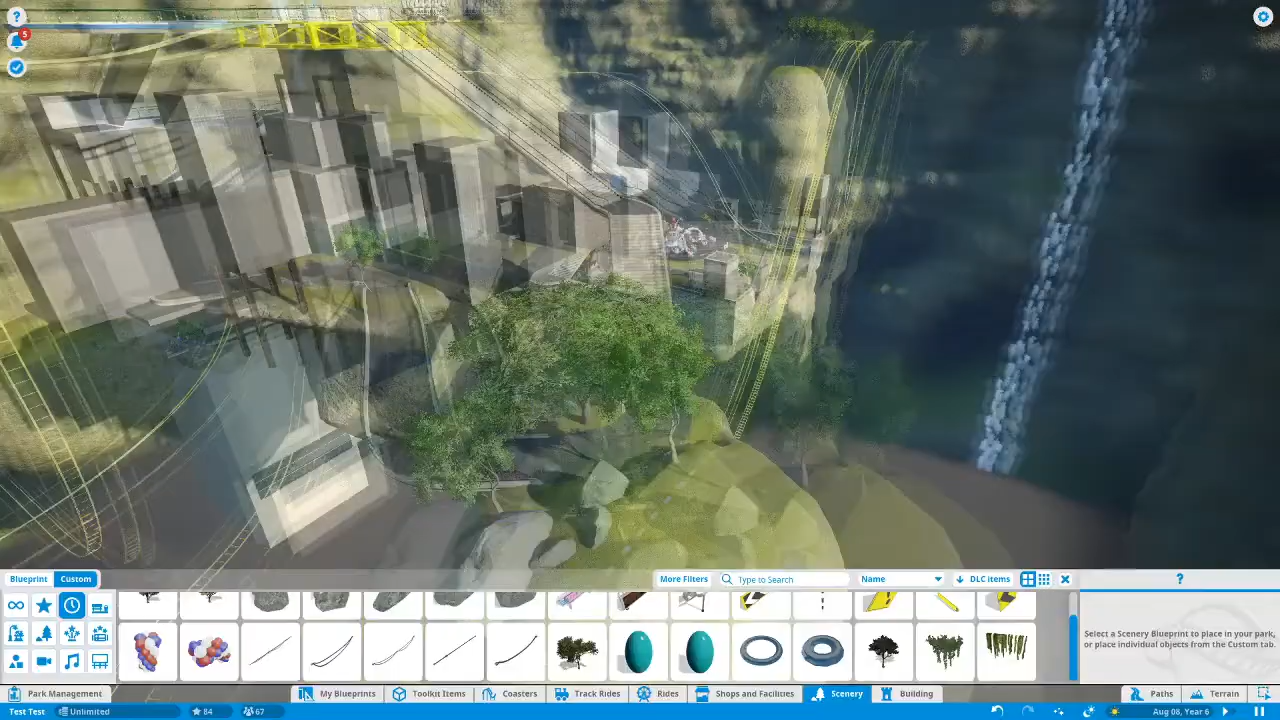 ?
5
Blueprint
Custom
More Filters
Type to Search
Name
DLC items
?
Select a Scenery Blueprint to place in your park,
or place individual objects from the Custom tab.
Park Management
My Blueprints
Toolkit Items
Coasters
Track Rides
Rides
Shops and Facilities
Scenery
Building
Paths
Terrain
Test Test
Unlimited
84
67
Aug 08, Year 6